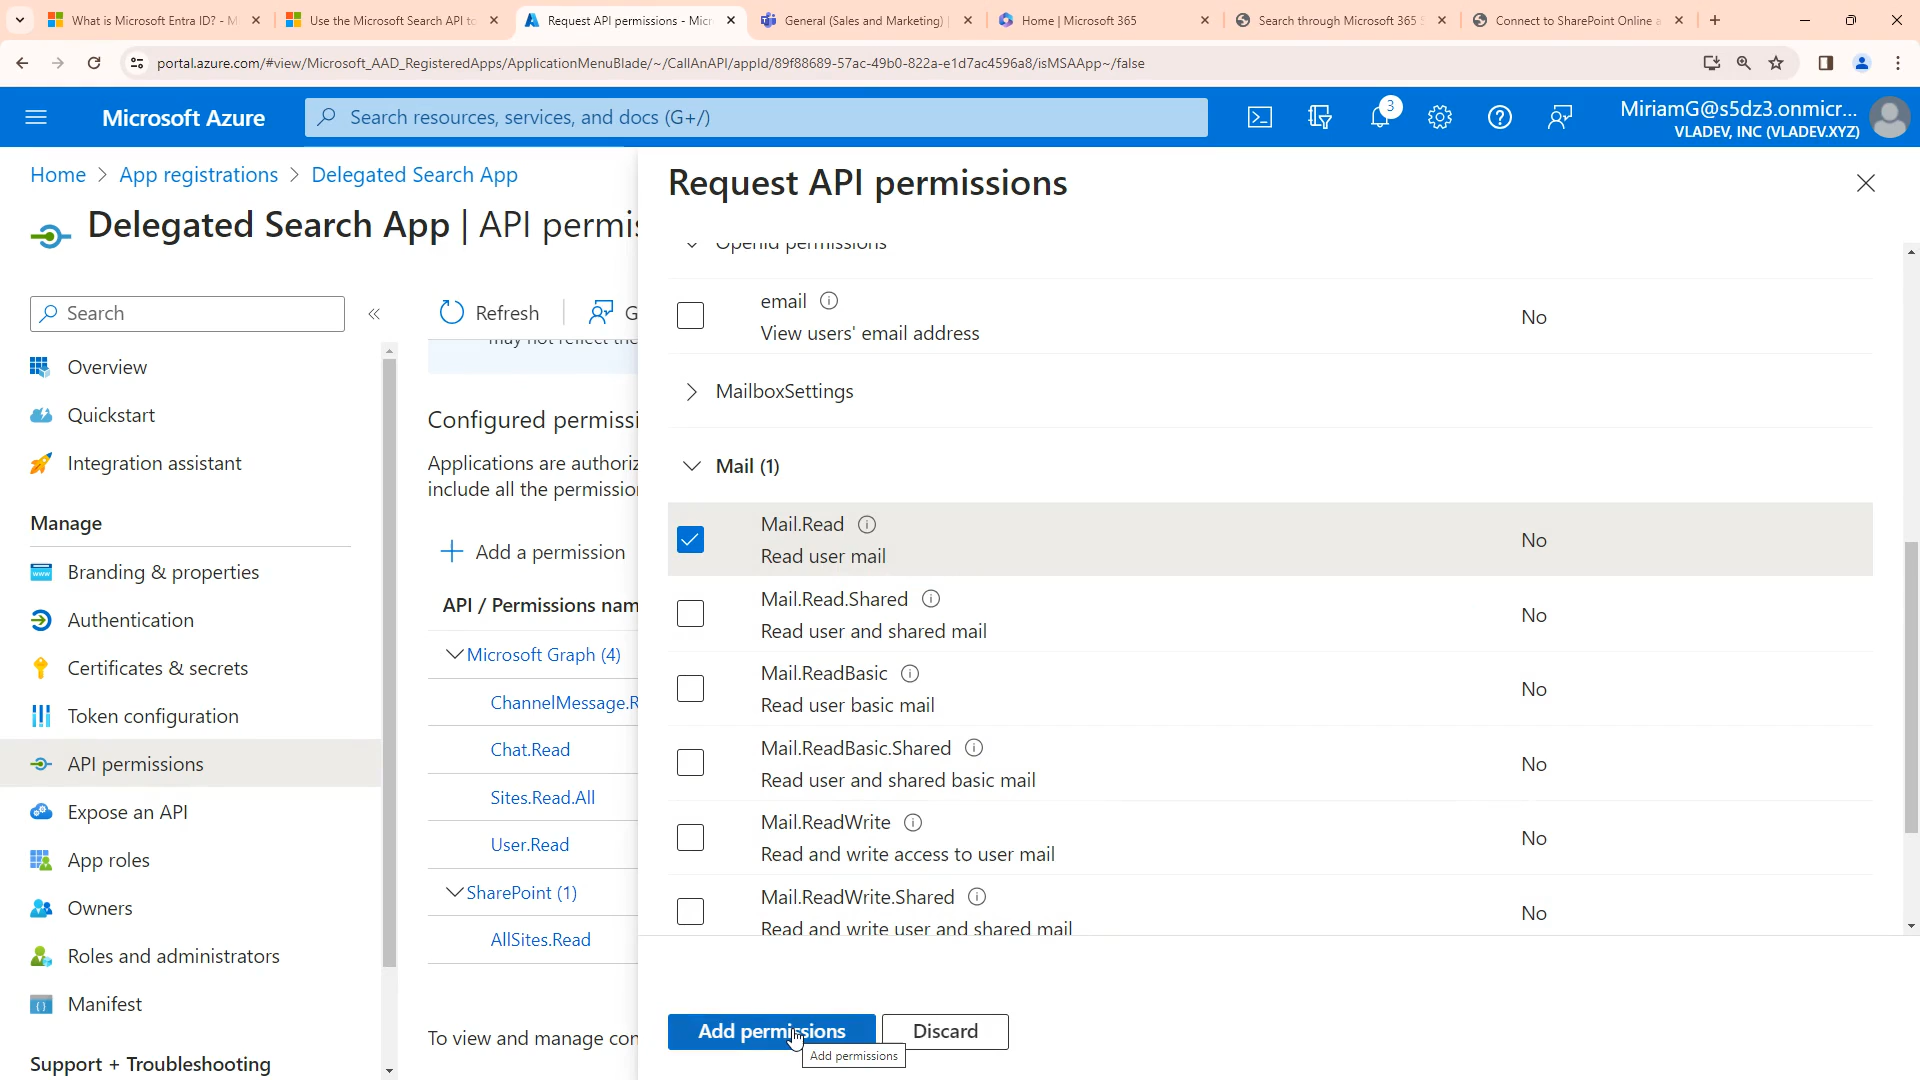 What is Microsoft Entra ID? - M
Use the Microsoft Search API to
Request API permissions - Micr
General (Sales and Marketing) |
Home | Microsoft 365
Search through Microsoft 365 S
Connect to SharePoint Online a
portal.azure.com/#view/Microsoft_AAD_RegisteredApps/ApplicationMenuBlade/~/CallAnAPI/appId/89f88689-57ac-49b0-822a-e1d7ac4596a8/isMSAApp~/false
Microsoft Azure
Search resources, services, and docs (G+/)
3
MiriamG@s5dz3.onmicr...
VLADEV, INC (VLADEV.XYZ)
Home > App registrations > Delegated Search App
Delegated Search App | API permis
Search
Overview
Quickstart
Integration assistant
Manage
Branding & properties
Authentication
Certificates & secrets
Token configuration
API permissions
Expose an API
App roles
Owners
Roles and administrators
Manifest
Support + Troubleshooting
Refresh
G
may not reflect the
Configured permissi
Applications are authoriz
include all the permission
Add a permission
API / Permissions nam
Microsoft Graph (4)
ChannelMessage.R
Chat.Read
Sites.Read.All
User.Read
SharePoint (1)
AllSites.Read
To view and manage con
Request API permissions
OpenId permissions
email
View users' email address
No
MailboxSettings
Mail (1)
Mail.Read
Read user mail
No
Mail.Read.Shared
Read user and shared mail
No
Mail.ReadBasic
Read user basic mail
No
Mail.ReadBasic.Shared
Read user and shared basic mail
No
Mail.ReadWrite
Read and write access to user mail
No
Mail.ReadWrite.Shared
Read and write user and shared mail
No
Add permissions
Discard
Add permissions